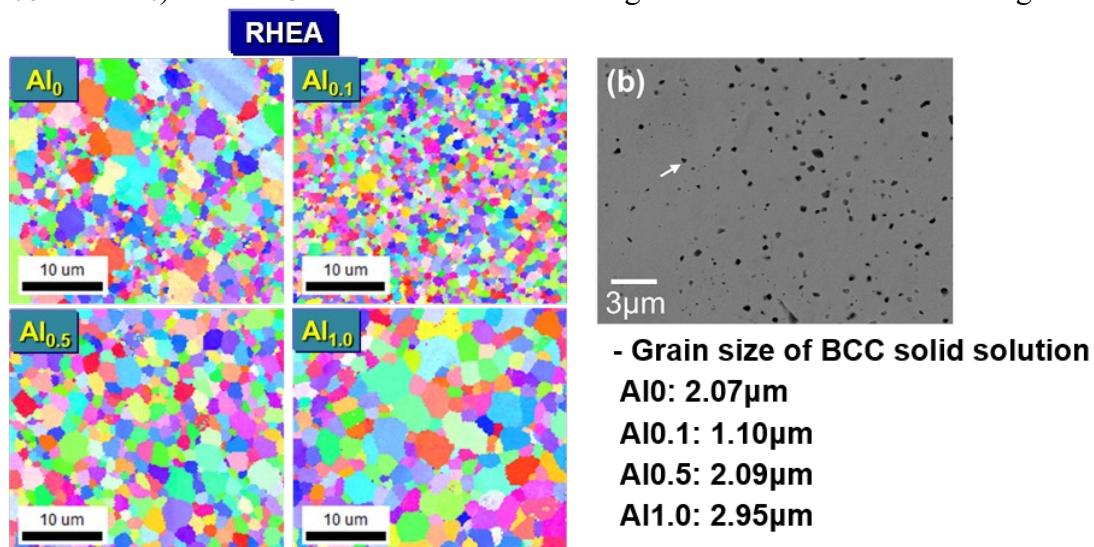 RHEA
Al0
Al0.1
10 um
10 um
Al0.5
Al1.0
10 um
10 um
(b)
3μm
- Grain size of BCC solid solution
Al0: 2.07μm
Al0.1: 1.10μm
Al0.5: 2.09μm
Al1.0: 2.95μm